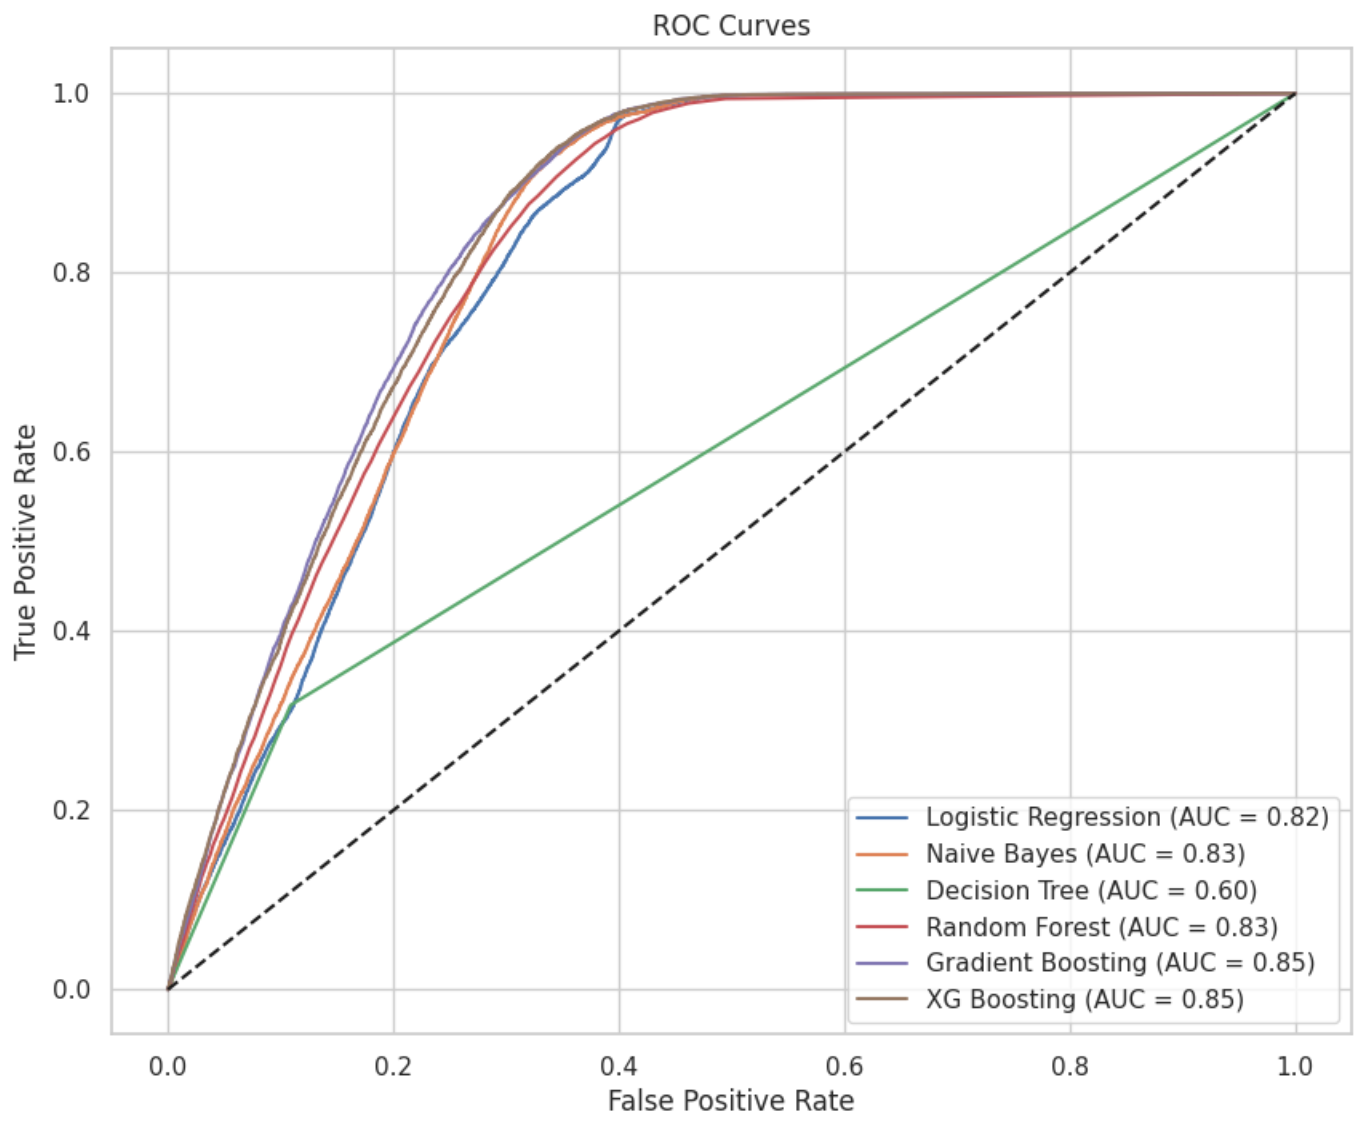 ROC Curves
True Positive Rate
1.0
0.8
0.6
0.4
0.2
0.0
0.0 0.2 0.4 0.6 0.8 1.0
False Positive Rate
Logistic Regression (AUC = 0.82)
Naive Bayes (AUC = 0.83)
Decision Tree (AUC = 0.60)
Random Forest (AUC = 0.83)
Gradient Boosting (AUC = 0.85)
XG Boosting (AUC = 0.85)